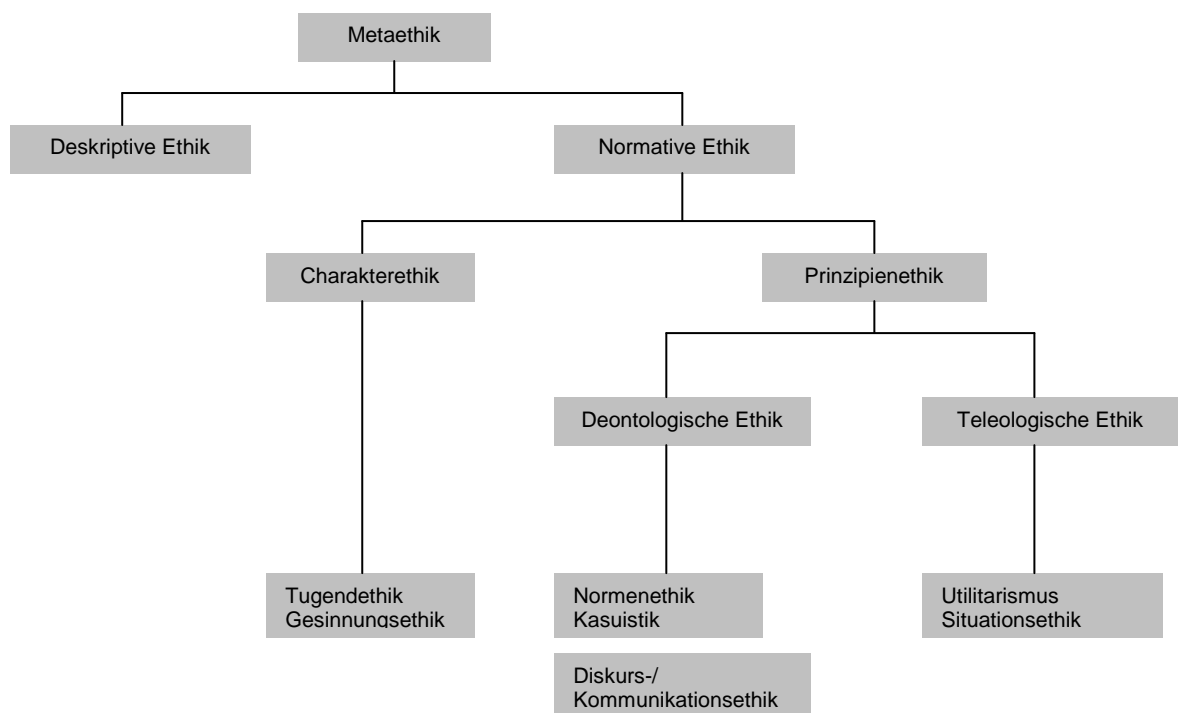 Metaethik
Deskriptive Ethik
Normative Ethik
Charakterethik
Prinzipienethik
Deontologische Ethik
Teleologische Ethik
Tugendethik
Gesinnungsethik
Normenethik
Kasuistik
Utilitarismus
Situationsethik
Diskurs-/
Kommunikationsethik